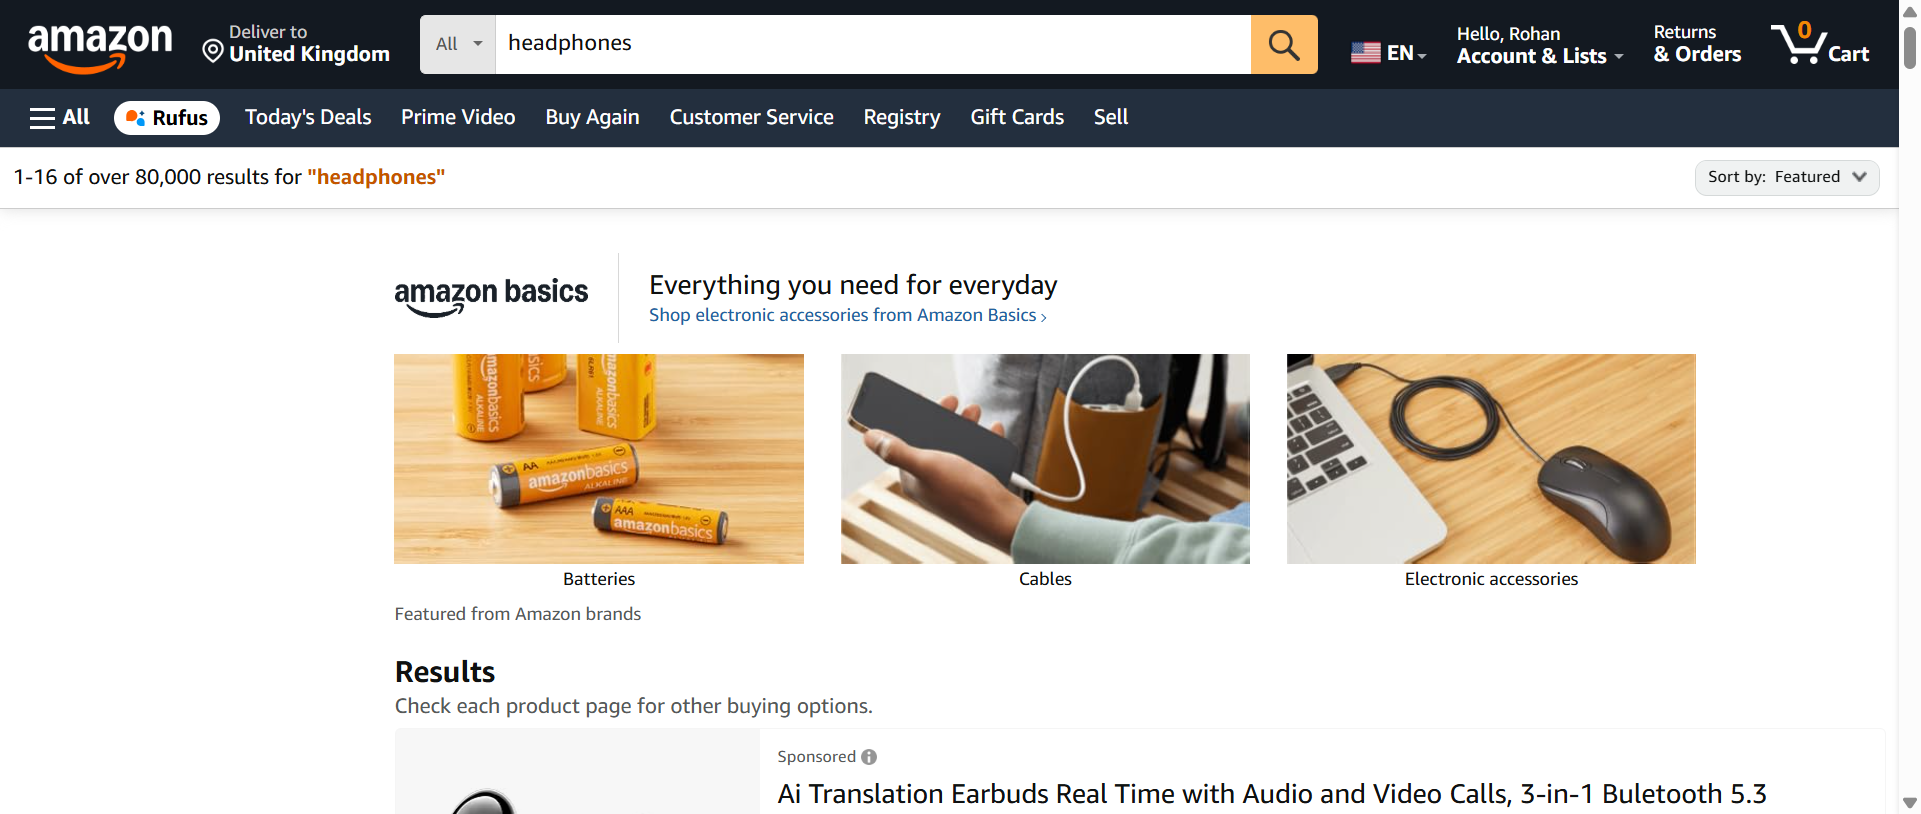 amazon
Deliver to
United Kingdom
All
headphones
EN
Hello, Rohan
Account & Lists
Returns
& Orders
0
Cart
All
Rufus
Today's Deals
Prime Video
Buy Again
Customer Service
Registry
Gift Cards
Sell
1-16 of over 80,000 results for "headphones"
Sort by: Featured
amazon basics
Everything you need for everyday
Shop electronic accessories from Amazon Basics ›
amazonbasics
ALKALINE
AA
amazonbasics
ALKALINE
AAA
amazonbasics
Batteries
Cables
Electronic accessories
Featured from Amazon brands
Results
Check each product page for other buying options.
Sponsored
Ai Translation Earbuds Real Time with Audio and Video Calls, 3-in-1 Buletooth 5.3